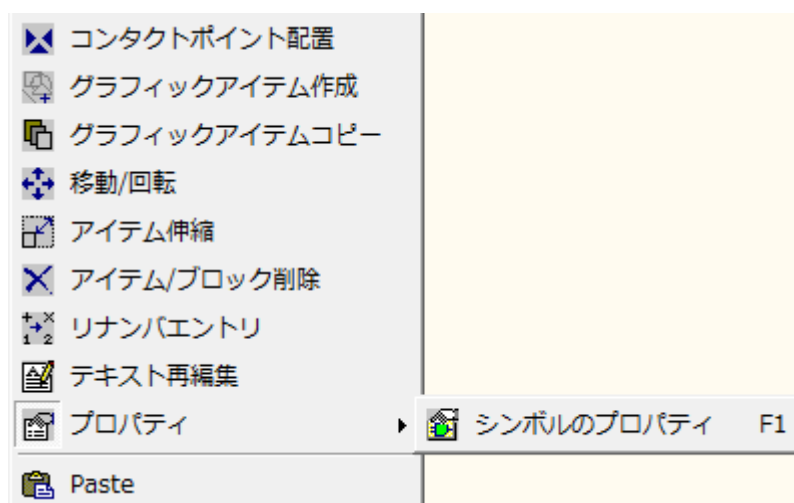 コンタクトポイント配置
グラフィックアイテム作成
グラフィックアイテムコピー
移動/回転
アイテム伸縮
アイテム/ブロック削除
リナンバエントリ
テキスト再編集
プロパティ
シンボルのプロパティ F1
Paste